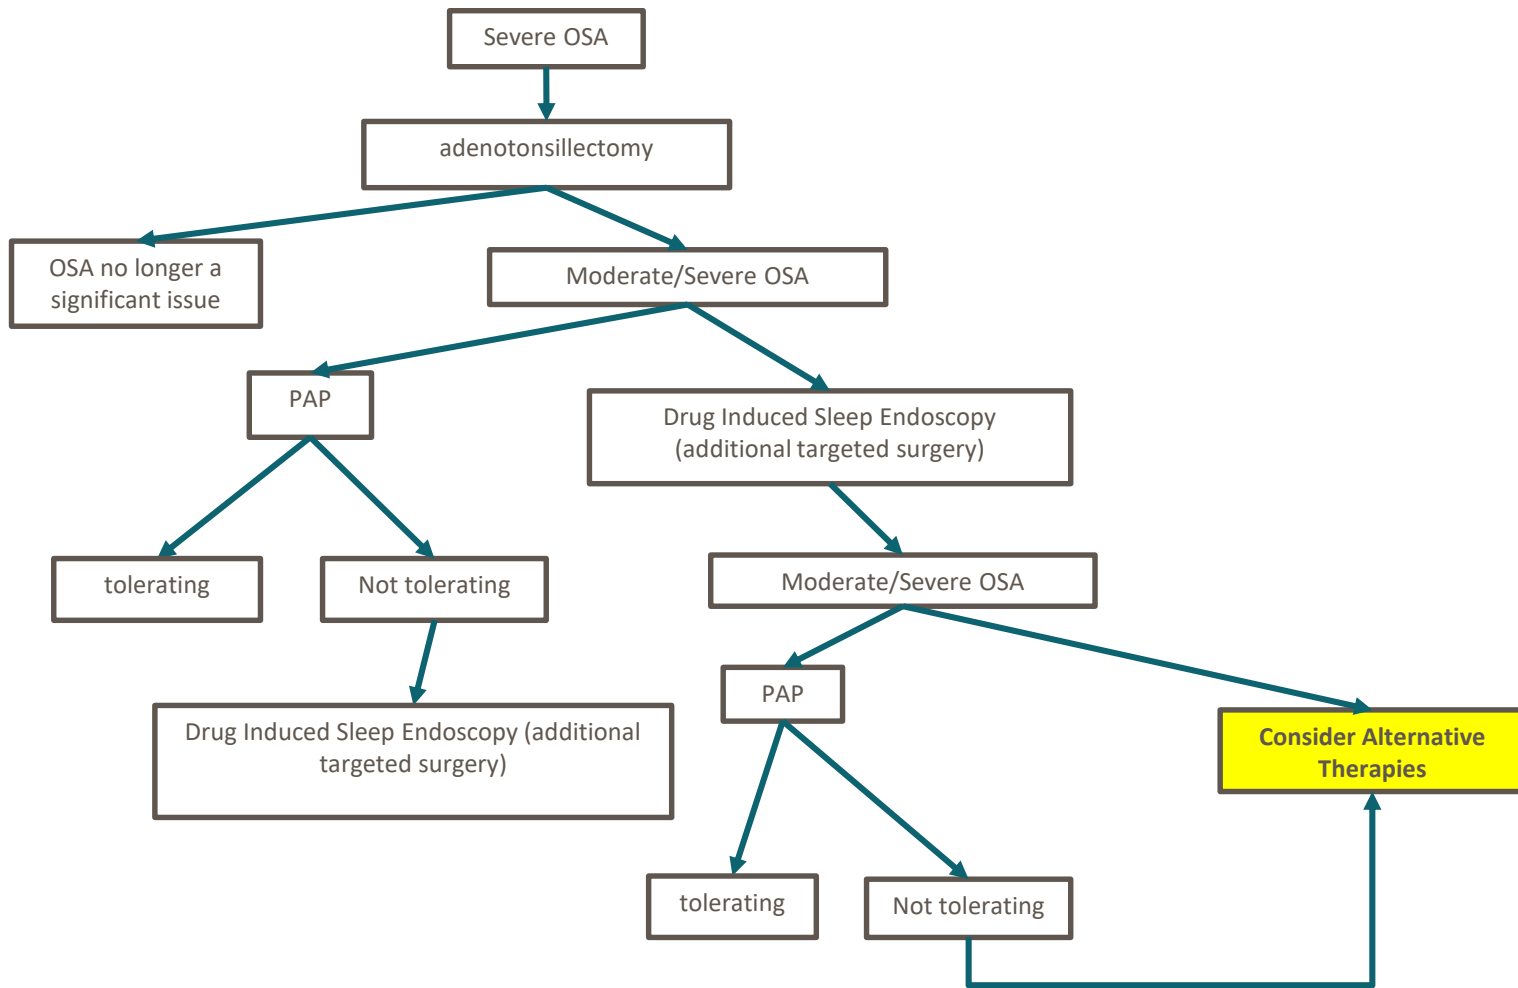 Severe OSA
adenotonsillectomy
OSA no longer a
significant issue
Moderate/Severe OSA
PAP
Drug Induced Sleep Endoscopy
(additional targeted surgery)
tolerating
Not tolerating
Moderate/Severe OSA
Drug Induced Sleep Endoscopy (additional
targeted surgery)
PAP
Consider Alternative
Therapies
tolerating
Not tolerating